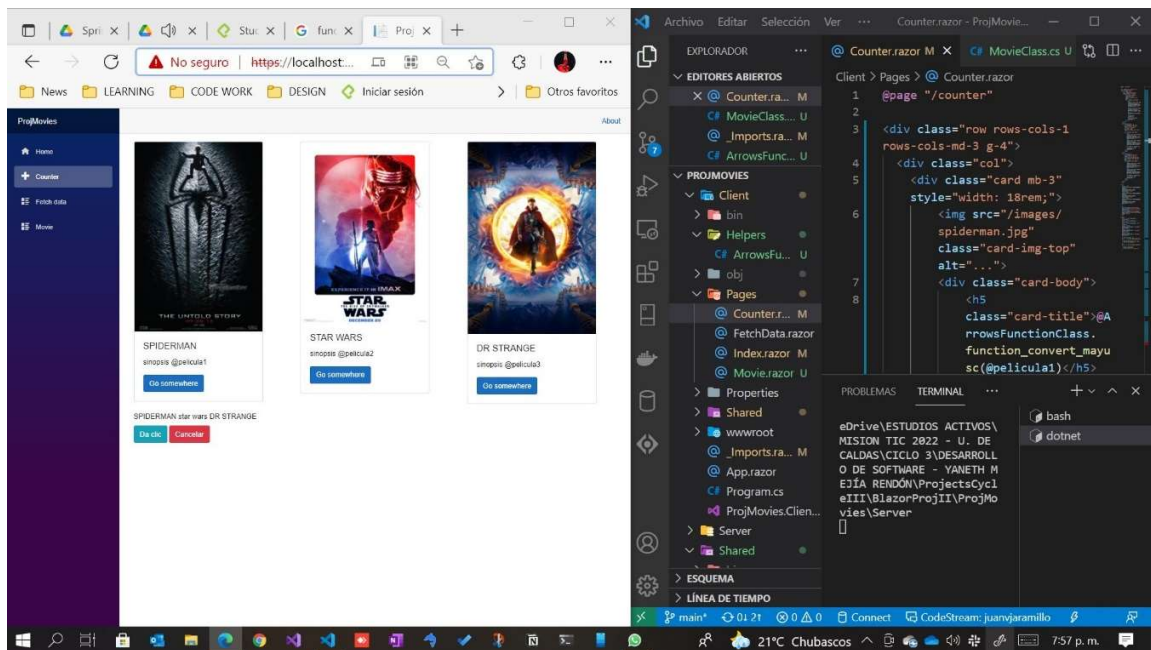 Spri
Stuc
func
Proj
No seguro
https://localhost:...
News
LEARNING
CODE WORK
DESIGN
Iniciar sesión
Otros favoritos
ProjMovies
About
Home
Counter
Fetch data
Movie
THE UNTOLD STORY
SPIDERMAN
sinopsis @pelicula1
Go somewhere
IMAX
STAR
WARS
STAR WARS
sinopsis @pelicula2
Go somewhere
DR STRANGE
sinopsis @pelicula3
Go somewhere
SPIDERMAN star wars DR STRANGE
Da clic Cancelar
Archivo Editar Selección Ver ... Counter.razor - ProjMovie...
EXPLORADOR ...
EDITORES ABIERTOS
Counter.ra... M
MovieClass.... U
_Imports.ra... M
ArrowsFunc... U
PROJMOVIES
Client
bin
Helpers
ArrowsFu... U
obj
Pages
Counter.r... M
FetchData.razor
Index.razor M
Movie.razor U
Properties
Shared
wwwroot
_Imports.ra... M
App.razor
Program.cs
ProjMovies.Clien...
Server
Shared
ESQUEMA
LÍNEA DE TIEMPO
Counter.razor M
MovieClass.cs U
Client > Pages > Counter.razor
1 @page "/counter"
2
3 <div class="row rows-cols-1
rows-cols-md-3 g-4">
4 <div class="col">
5 <div class="card mb-3"
style="width: 18rem;">
6 <img src="/images/
spiderman.jpg"
class="card-img-top"
alt="...">
7 <div class="card-body">
8 <h5
class="card-title">@A
rrowsFunctionClass.
function_convert_mayu
sc(@pelicula1)</h5>
PROBLEMAS TERMINAL ...
eDrive\ESTUDIOS ACTIVOS\
MISION TIC 2022 - U. DE
CALDAS\CICLO 3\DESARROLL
O DE SOFTWARE - YANETH M
EJÍA RENDÓN\ProjectsCycl
eIII\BlazorProjII\ProjMo
vies\Server
bash
dotnet
main* 0↓ 2↑ 0 0 Connect CodeStream: juanvjaramillo
21°C Chubascos
7:57 p. m.